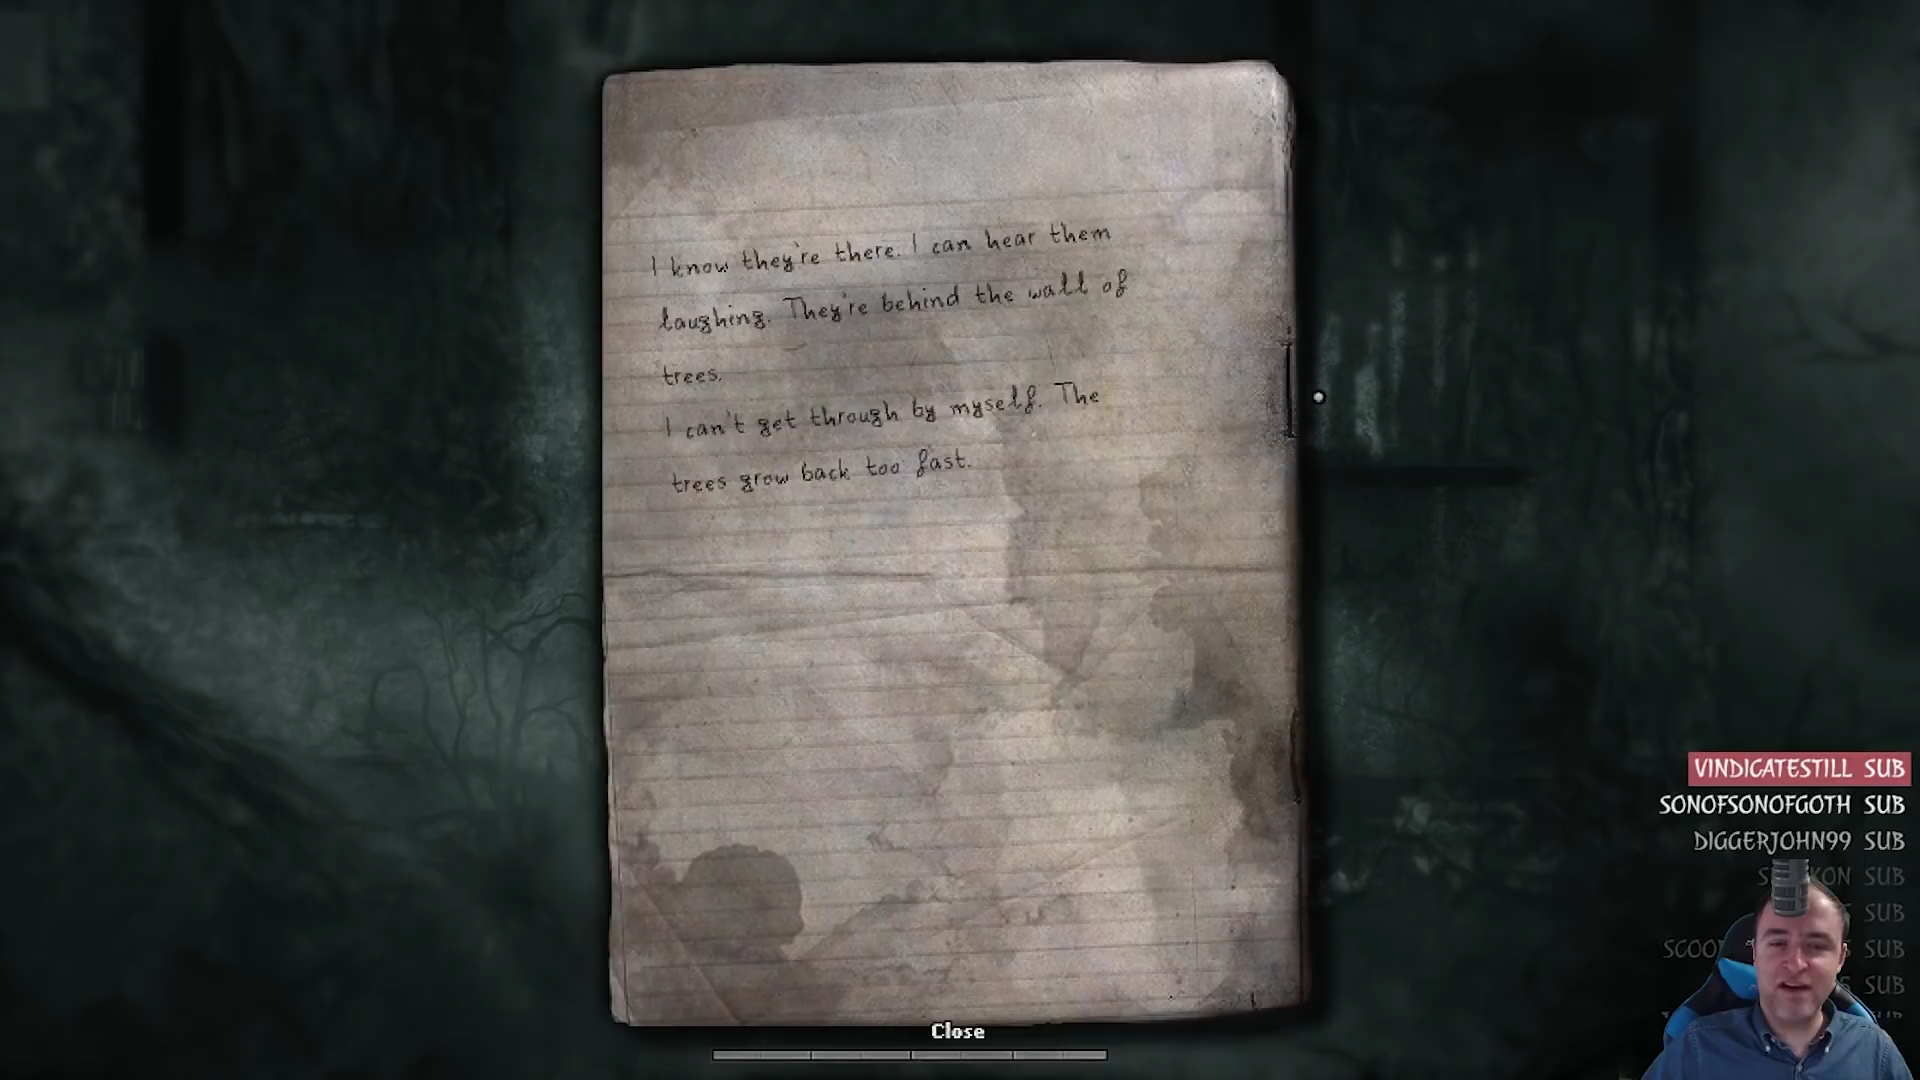 I know they're there. I can hear them
laughing. They're behind the wall of
trees.
I can't get through by myself. The
trees grow back too fast.
Close
VINDICATESTILL SUB
SONOFSONOFGOTH SUB
DIGGERJOHN99 SUB
SUB
SUB
SUB
SUB